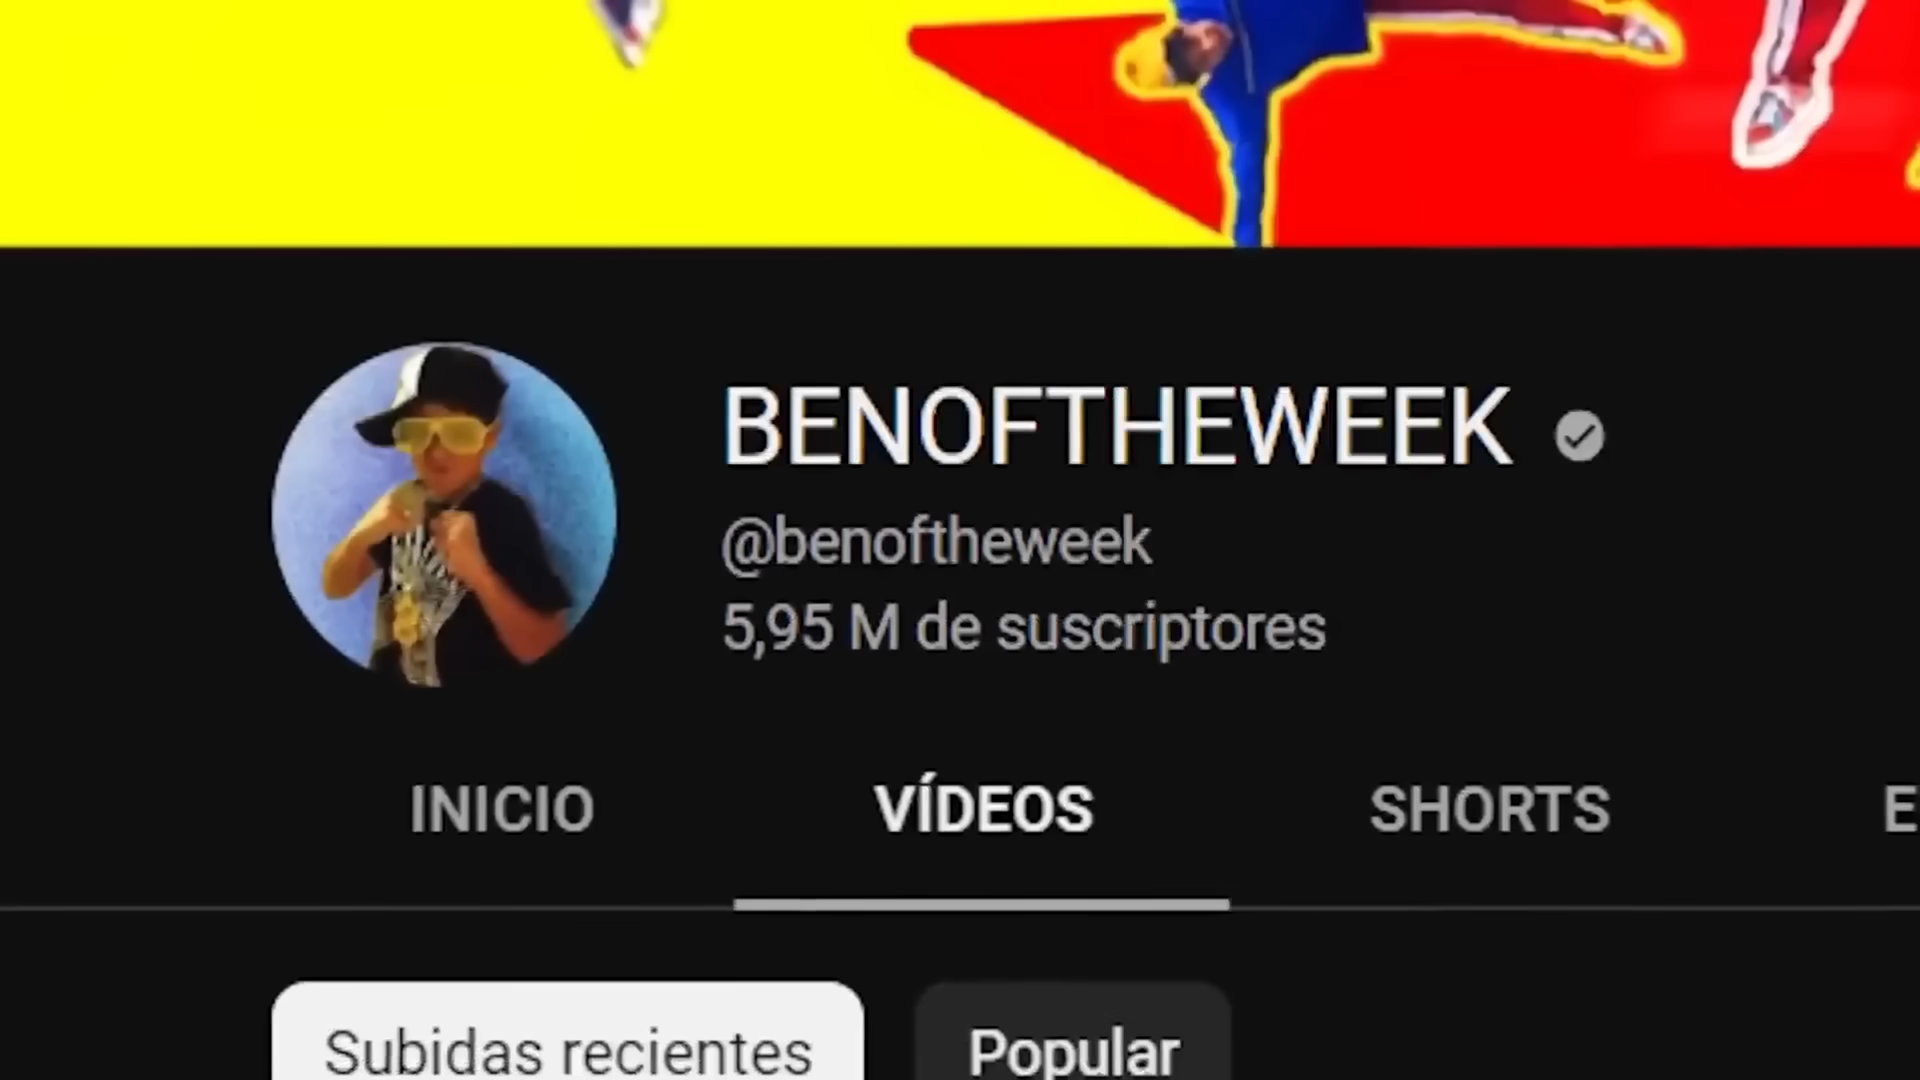 BENOFTHEWEEK
@benoftheweek
5,95 M de suscriptores
INICIO VÍDEOS SHORTS E
Subidas recientes Popular